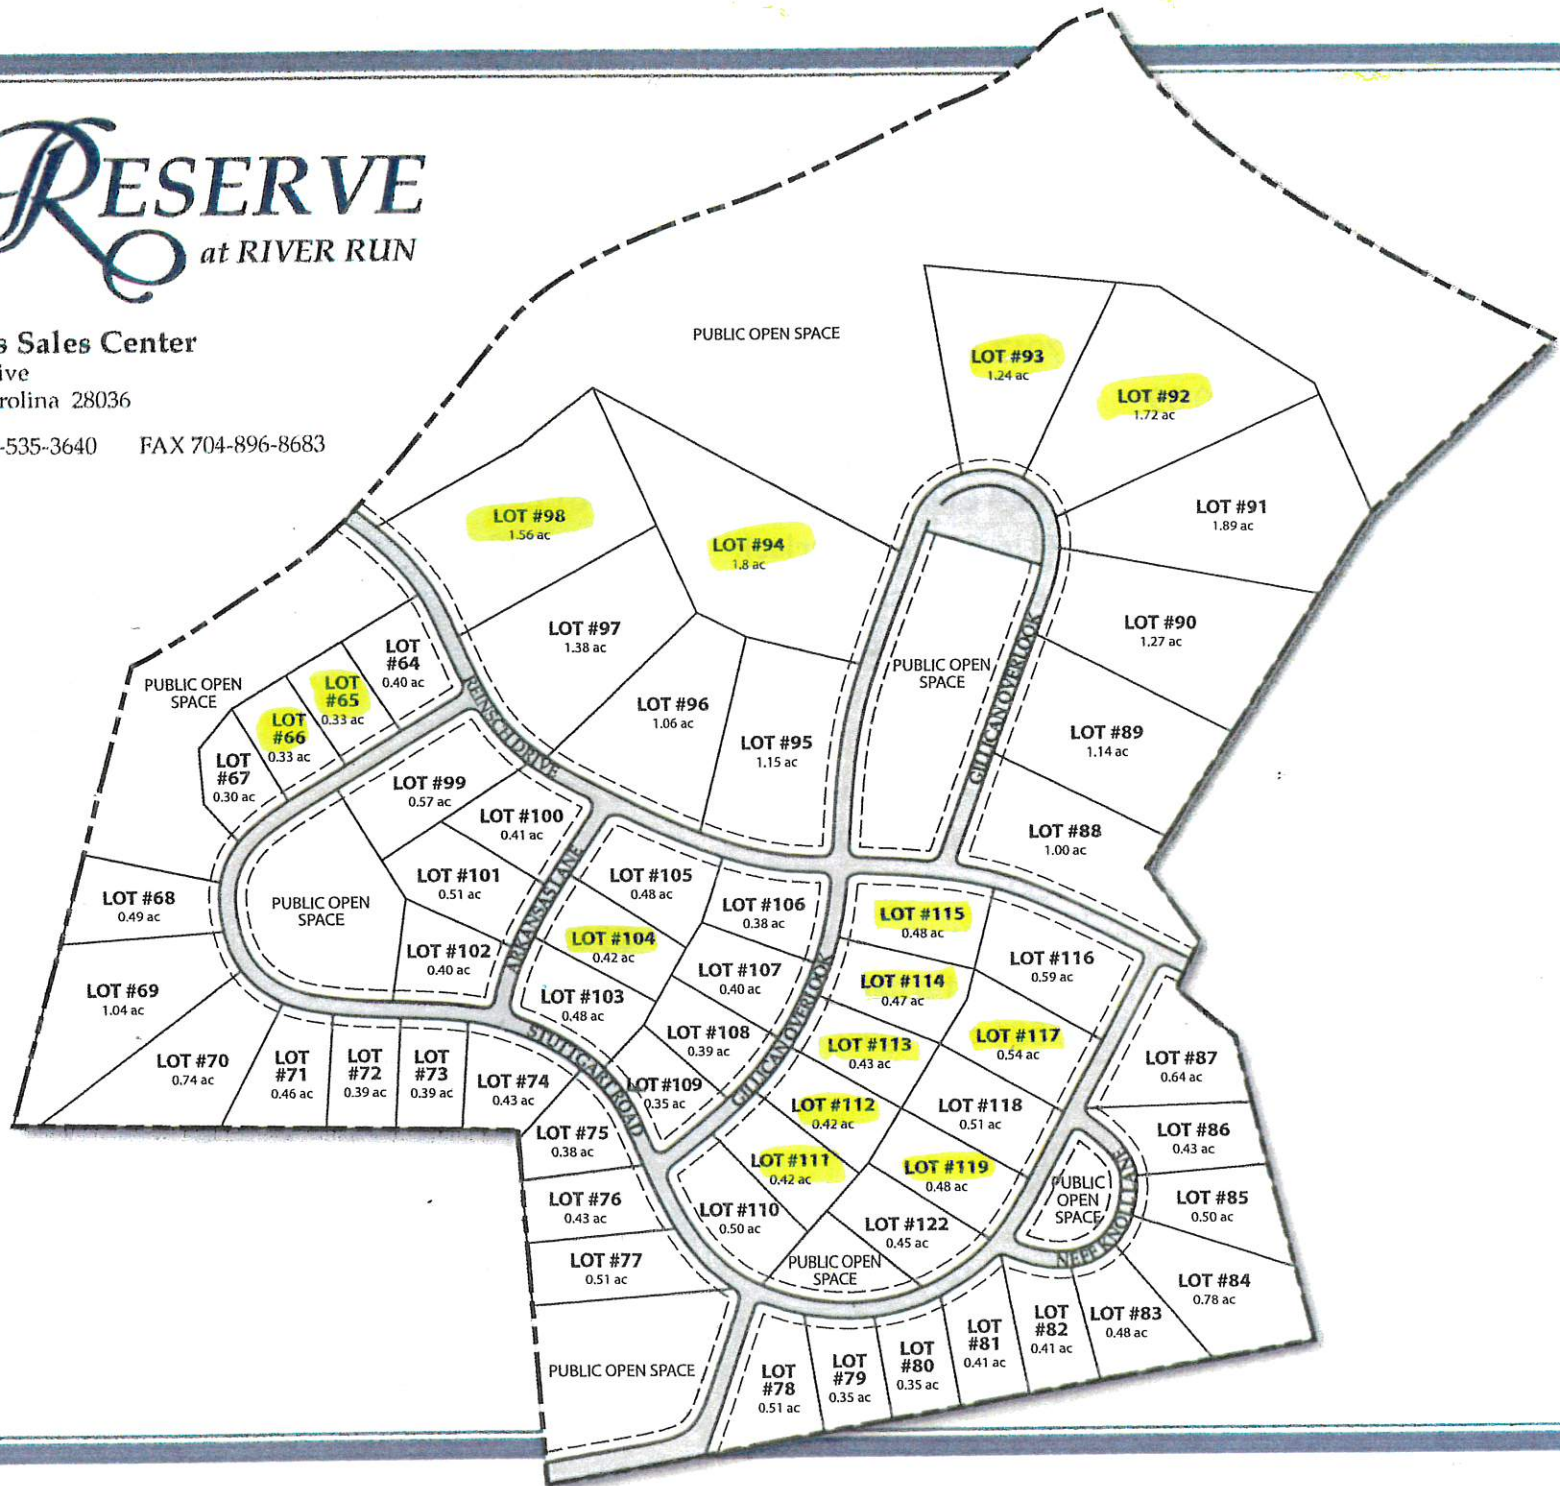 RESERVE
at RIVER RUN
s Sales Center
ive
rolina 28036
-535-3640 FAX 704-896-8683
PUBLIC OPEN SPACE
LOT #93
1.24 ac
LOT #92
1.72 ac
LOT #91
1.89 ac
LOT #98
1.56 ac
LOT #94
1.8 ac
LOT #90
1.27 ac
LOT #97
1.38 ac
LOT
#64
0.40 ac
PUBLIC OPEN
SPACE
LOT
#65
0.33 ac
LOT
#66
0.33 ac
LOT
#67
0.30 ac
REINSCH DRIVE
LOT #96
1.06 ac
LOT #95
1.15 ac
PUBLIC OPEN
SPACE
GILLICAN OVERLOOK
LOT #89
1.14 ac
LOT #88
1.00 ac
LOT #99
0.57 ac
LOT #100
0.41 ac
LOT #101
0.51 ac
LOT #102
0.40 ac
ARKANSAS LANE
PUBLIC OPEN
SPACE
LOT #68
0.49 ac
LOT #69
1.04 ac
LOT #70
0.74 ac
LOT
#71
0.46 ac
LOT
#72
0.39 ac
LOT
#73
0.39 ac
LOT #74
0.43 ac
LOT #105
0.48 ac
LOT #106
0.38 ac
LOT #104
0.42 ac
LOT #107
0.40 ac
LOT #103
0.48 ac
LOT #108
0.39 ac
LOT #109
0.35 ac
STUTTGART ROAD
GILLICAN OVERLOOK
LOT #115
0.48 ac
LOT #116
0.59 ac
LOT #114
0.47 ac
LOT #117
0.54 ac
LOT #113
0.43 ac
LOT #112
0.42 ac
LOT #118
0.51 ac
LOT #111
0.42 ac
LOT #119
0.48 ac
LOT #110
0.50 ac
LOT #122
0.45 ac
PUBLIC OPEN
SPACE
LOT #87
0.64 ac
LOT #86
0.43 ac
LOT #85
0.50 ac
LOT #84
0.78 ac
PUBLIC
OPEN
SPACE
NEFF KNOLL LANE
LOT #75
0.38 ac
LOT #76
0.43 ac
LOT #77
0.51 ac
PUBLIC OPEN SPACE
LOT
#78
0.51 ac
LOT
#79
0.35 ac
LOT
#80
0.35 ac
LOT
#81
0.41 ac
LOT
#82
0.41 ac
LOT #83
0.48 ac